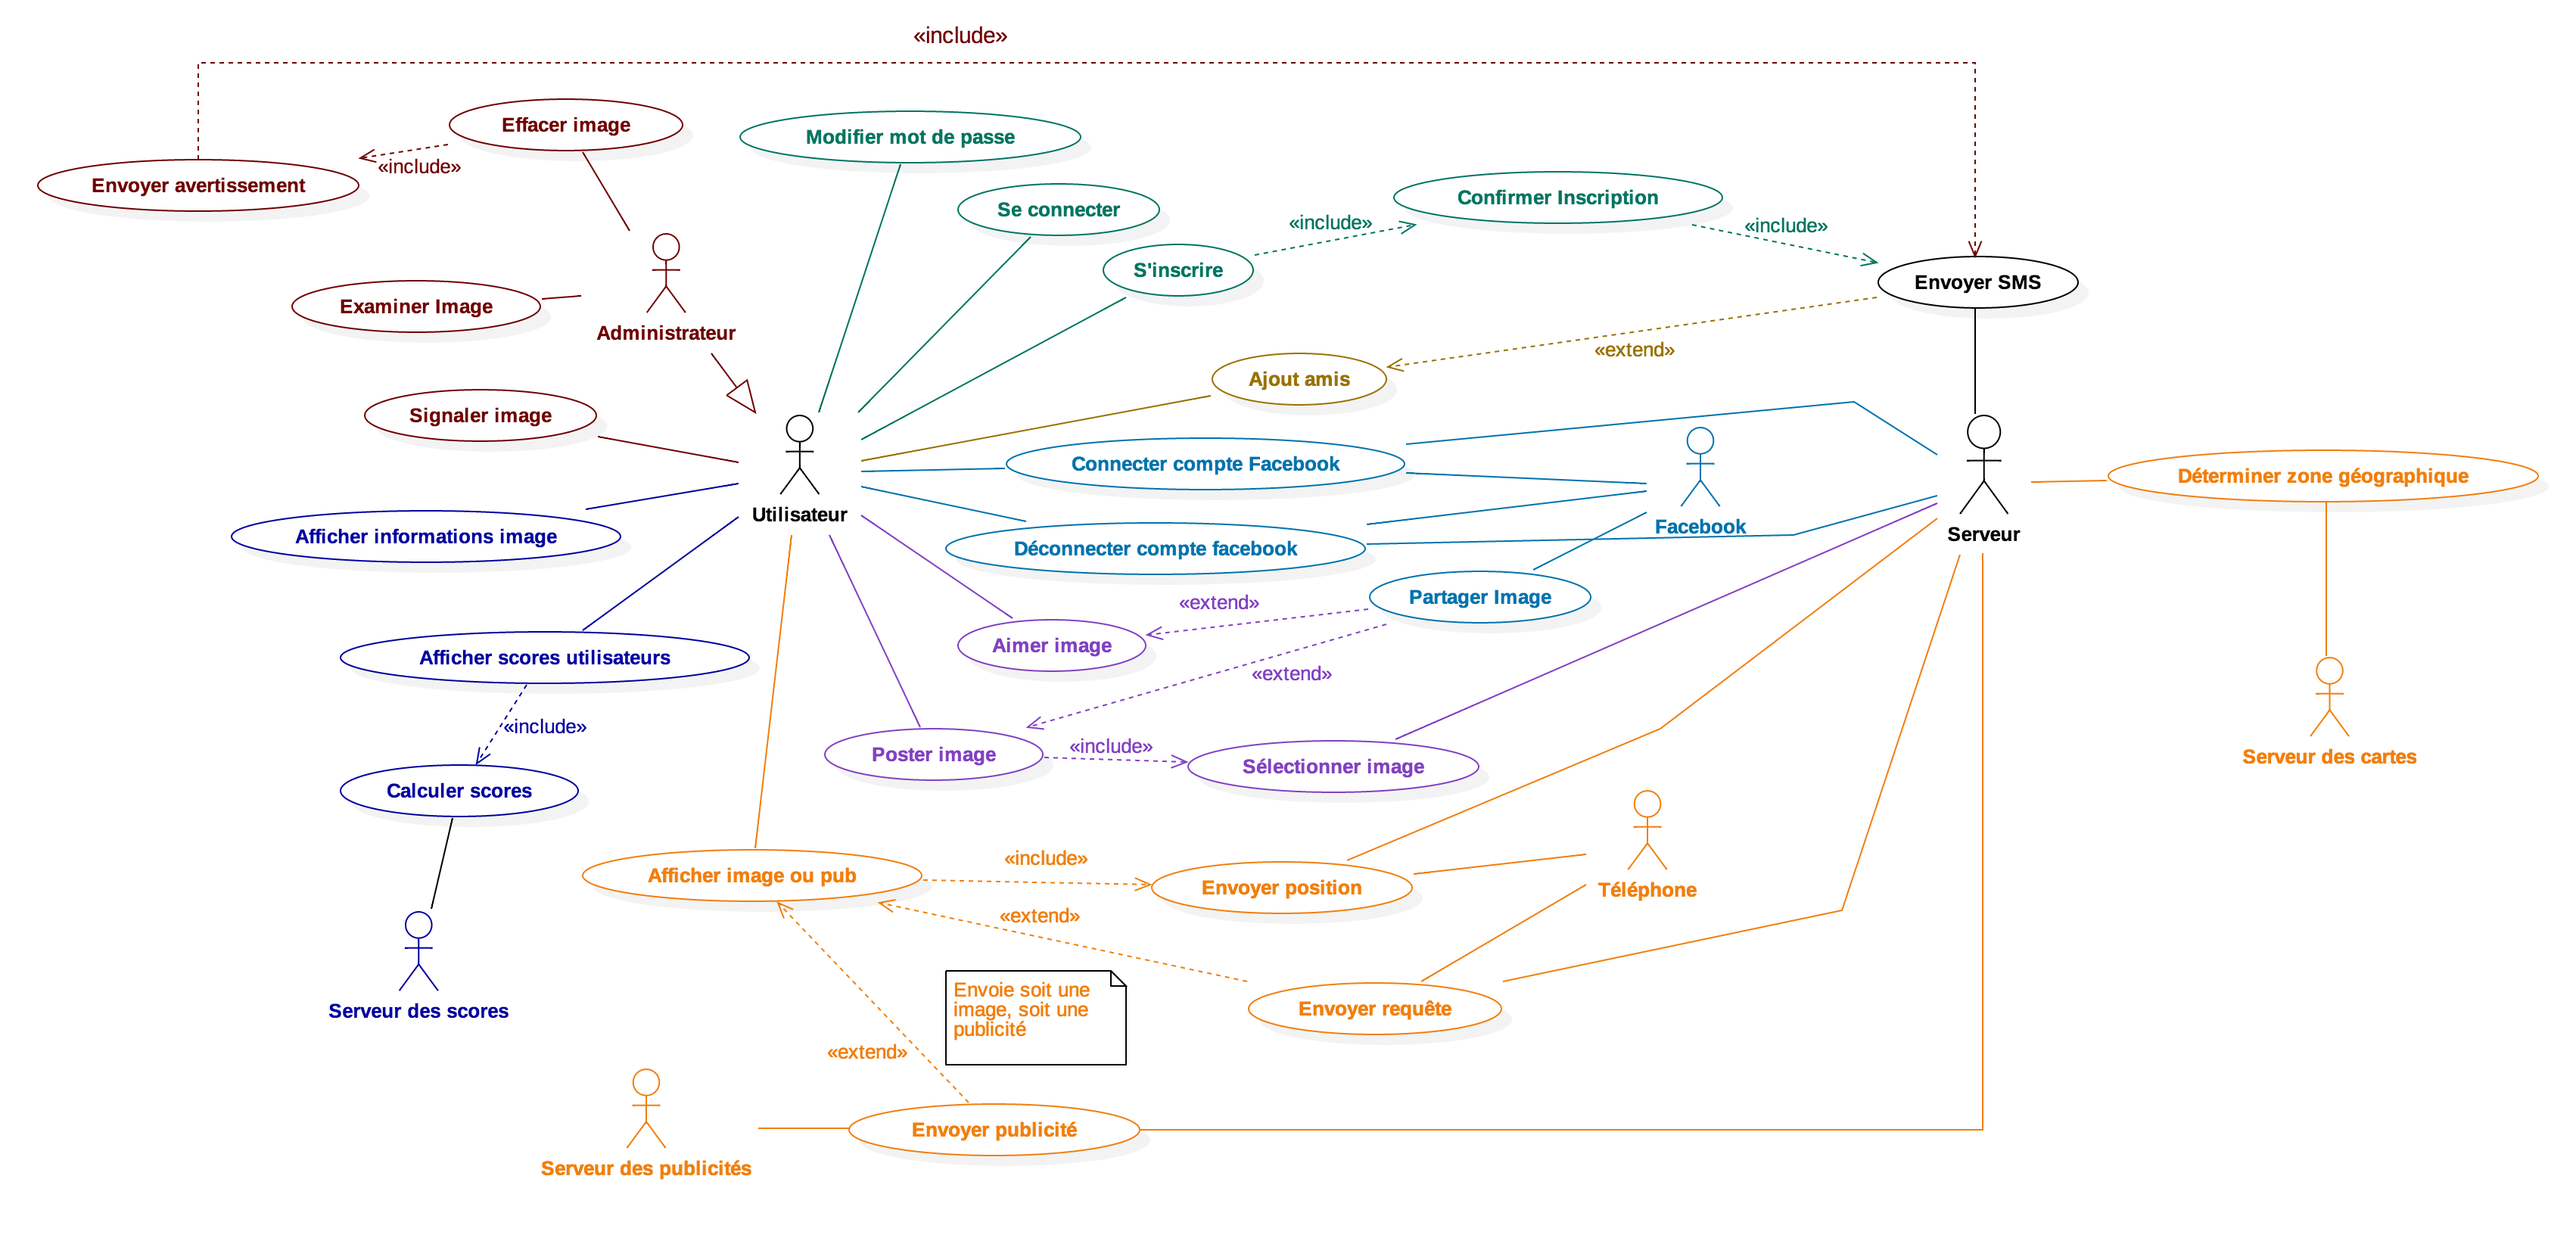 «include»
Effacer image
Modifier mot de passe
«include»
Envoyer avertissement
Se connecter
Confirmer Inscription
«include»
«include»
S'inscrire
Envoyer SMS
Examiner Image
Administrateur
«extend»
Ajout amis
Signaler image
Connecter compte Facebook
Déterminer zone géographique
Utilisateur
Facebook
Serveur
Afficher informations image
Déconnecter compte facebook
Partager Image
«extend»
Aimer image
Afficher scores utilisateurs
«extend»
«include»
Poster image
«include»
Sélectionner image
Serveur des cartes
Calculer scores
«include»
Afficher image ou pub
Envoyer position
Téléphone
«extend»
Envoie soit une
image, soit une
publicité
Serveur des scores
Envoyer requête
«extend»
Envoyer publicité
Serveur des publicités